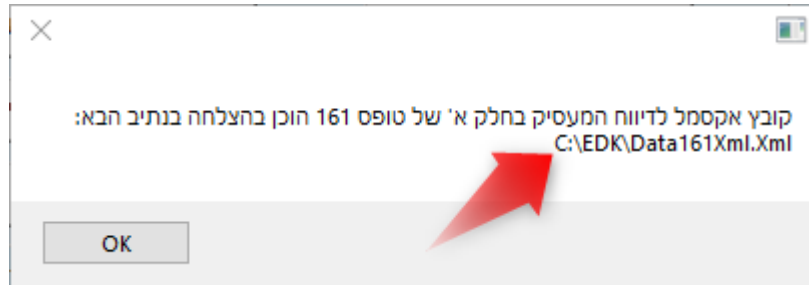 קובץ אקסמל לדיווח המעסיק בחלק א' של טופס 161 הוכן בהצלחה בנתיב הבא:
C:\EDK\Data161Xml.Xml
OK